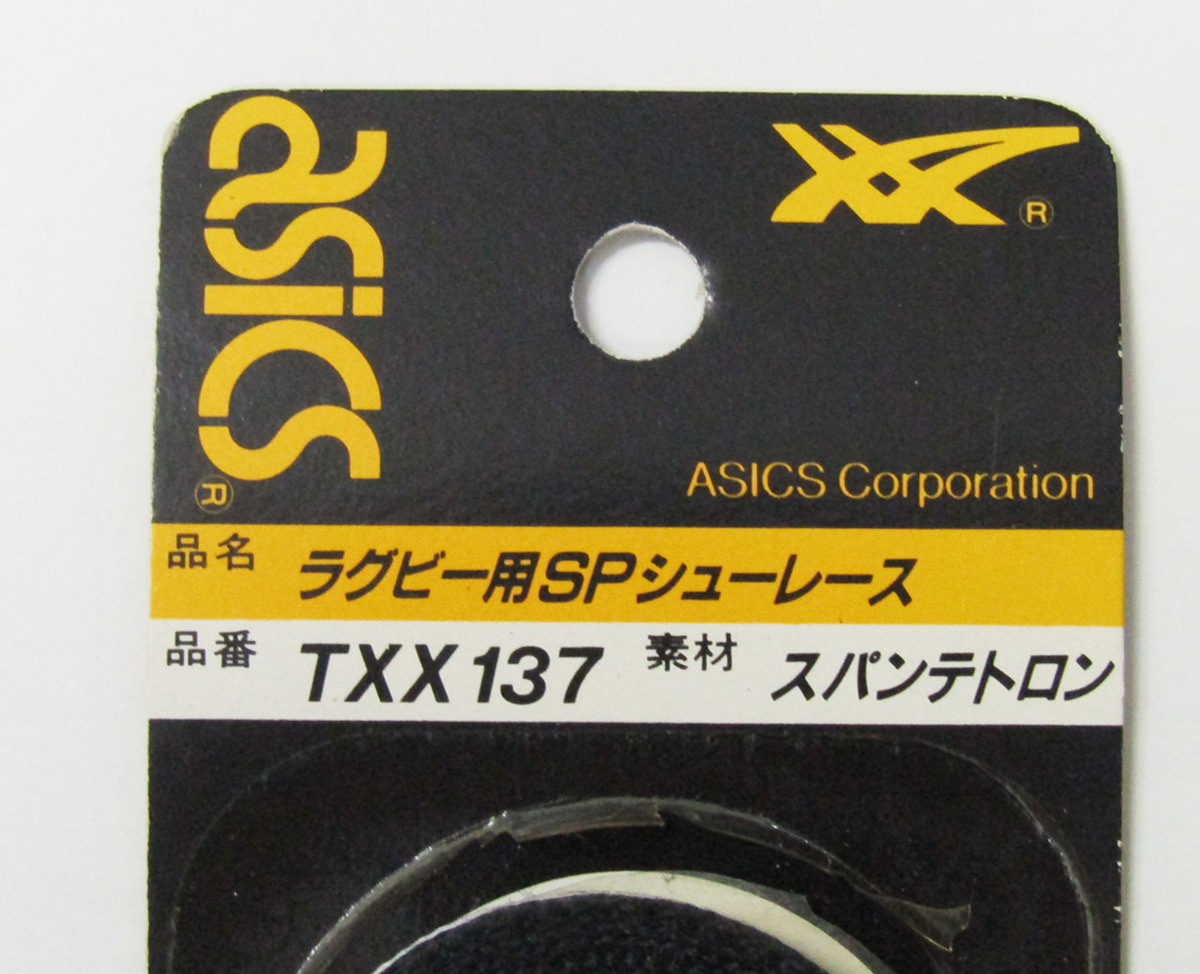 asics®
®
ASICS Corporation
品名 ラグビー用SPシューレース
品番 TXX137 素材 スパンテトロン